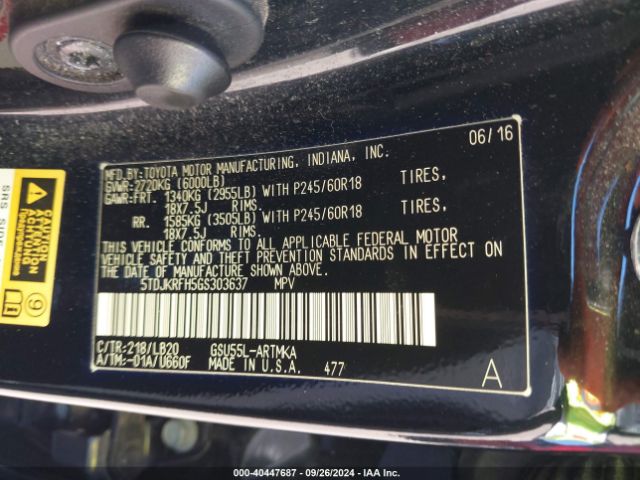 06/16
MFD.BY:TOYOTA MOTOR MANUFACTURING, INDIANA, INC.
GVWR:2720KG (6000LB)
GAWR:FRT. 1340KG (2955LB) WITH P245/60R18 TIRES,
18X7.5J RIMS.
RR. 1585KG (3505LB) WITH P245/60R18 TIRES,
18X7.5J RIMS.
THIS VEHICLE CONFORMS TO ALL APPLICABLE FEDERAL MOTOR
VEHICLE SAFETY AND THEFT PREVENTION STANDARDS IN EFFECT ON
THE DATE OF MANUFACTURE SHOWN ABOVE.
5TDJKRFH5GS303637 MPV
C/TR:218/LB20 GSU55L-ARTMKA
A/TM:-01A/U660F MADE IN U.S.A. 477
A
SRS SIDE
ACTIVATION
9
000-40447687 - 09/26/2024 - IAA Inc.